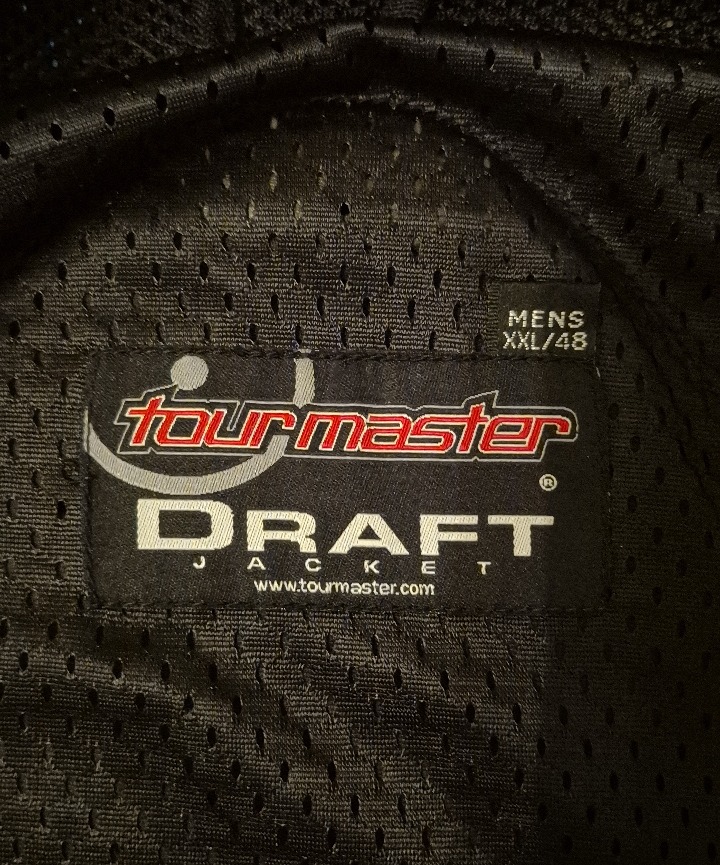 MENS
XXL/48
tourmaster
®
DRAFT
JACKET
www.tourmaster.com